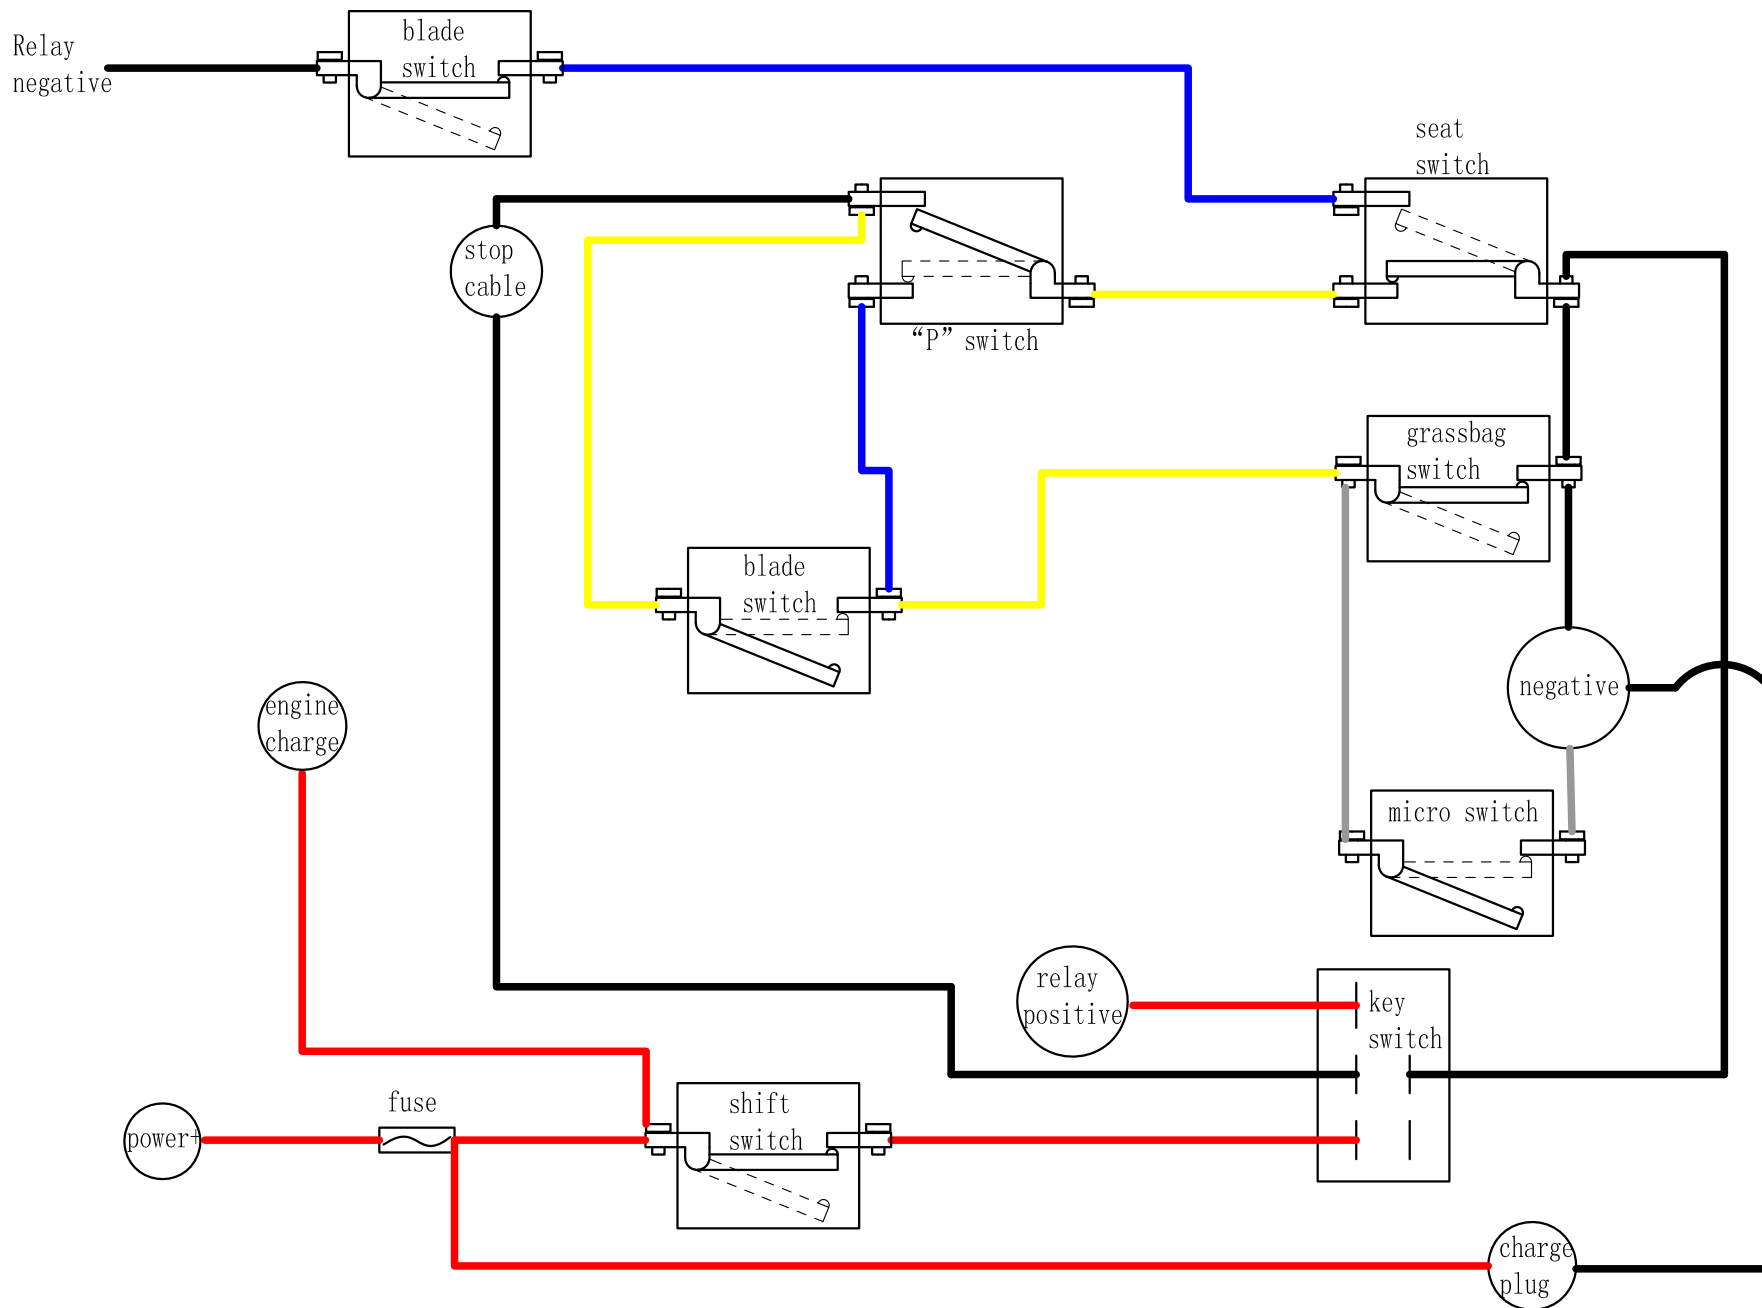 Relay
negative
blade
switch
seat
switch
stop
cable
“P” switch
grassbag
switch
blade
switch
engine
charge
negative
micro switch
relay
positive
key
switch
fuse
shift
switch
power+
charge
plug